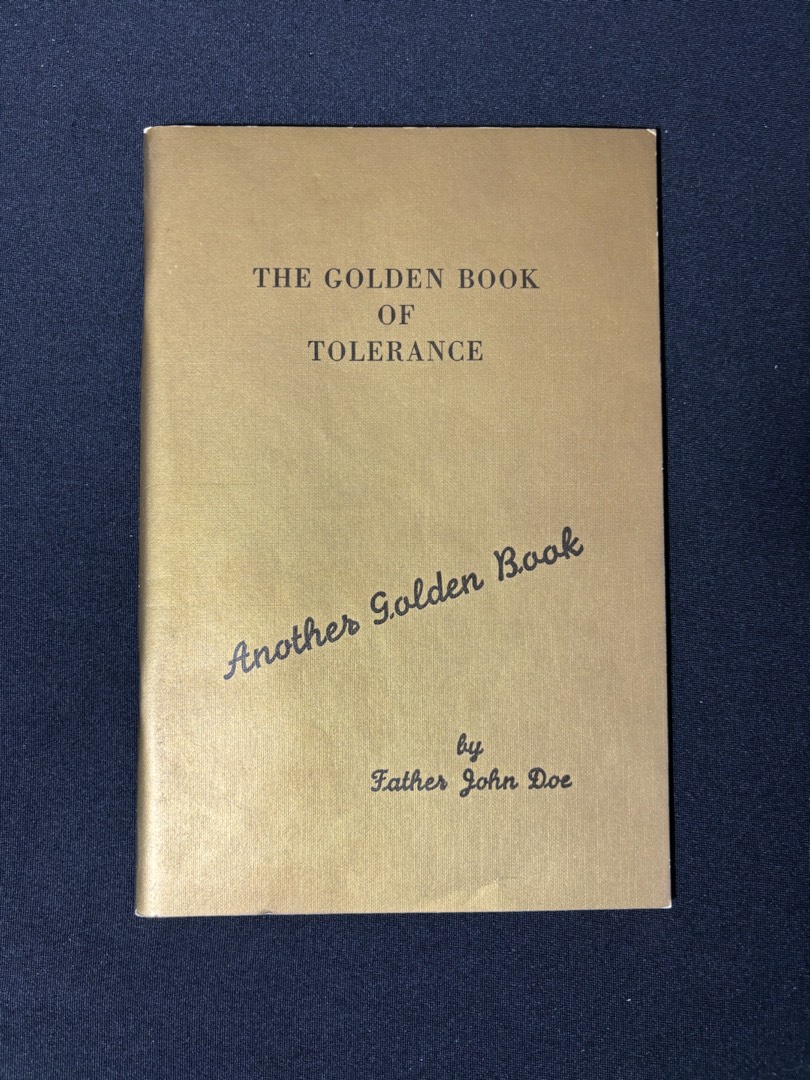 THE GOLDEN BOOK
OF
TOLERANCE
Another Golden Book
by
Father John Doe